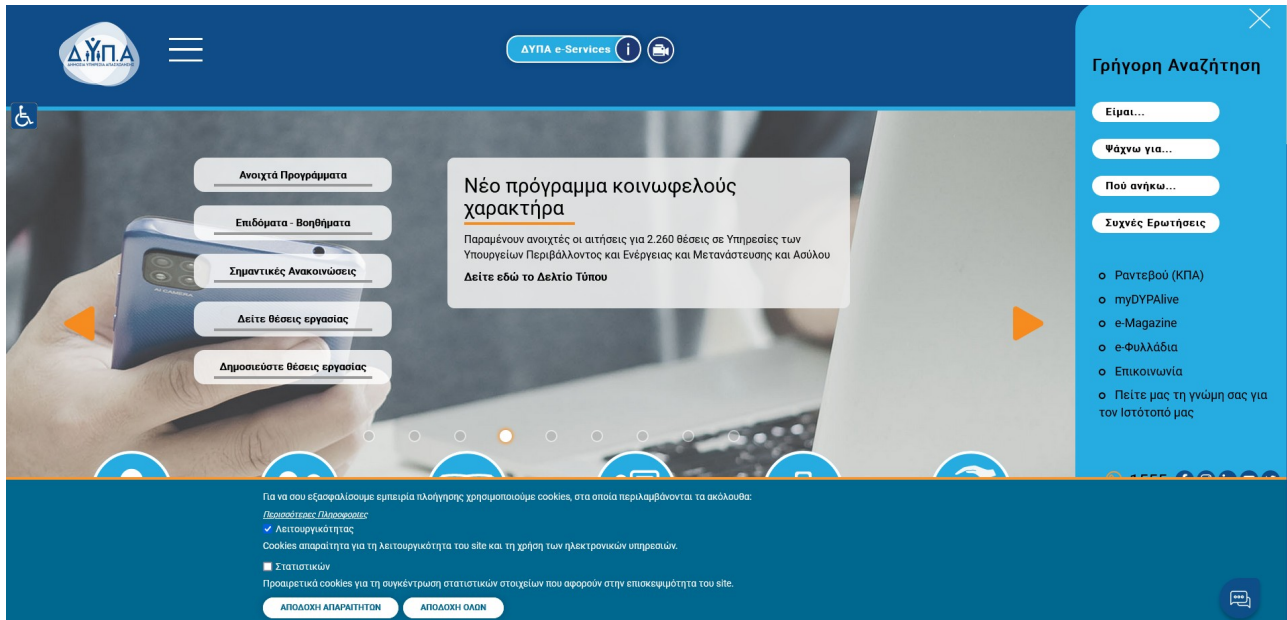 Δ.ΥΠ.Α
ΔΗΜΟΣΙΑ ΥΠΗΡΕΣΙΑ ΑΠΑΣΧΟΛΗΣΗΣ
ΔΥΠΑ e-Services i
Ανοιχτά Προγράμματα
Επιδόματα - Βοηθήματα
Σημαντικές Ανακοινώσεις
Δείτε θέσεις εργασίας
Δημοσιεύστε θέσεις εργασίας
Νέο πρόγραμμα κοινωφελούς
χαρακτήρα
Παραμένουν ανοιχτές οι αιτήσεις για 2.260 θέσεις σε Υπηρεσίες των
Υπουργείων Περιβάλλοντος και Ενέργειας και Μετανάστευσης και Ασύλου
Δείτε εδώ το Δελτίο Τύπου
Γρήγορη Αναζήτηση
Είμαι...
Ψάχνω για...
Πού ανήκω...
Συχνές Ερωτήσεις
Ραντεβού (ΚΠΑ)
myDYPAlive
e-Magazine
e-Φυλλάδια
Επικοινωνία
Πείτε μας τη γνώμη σας για
τον Ιστότοπό μας
1555
Για να σου εξασφαλίσουμε εμπειρία πλοήγησης χρησιμοποιούμε cookies, στα οποία περιλαμβάνονται τα ακόλουθα:
Περισσότερες Πληροφορίες
Λειτουργικότητας
Cookies απαραίτητα για τη λειτουργικότητα του site και τη χρήση των ηλεκτρονικών υπηρεσιών.
Στατιστικών
Προαιρετικά cookies για τη συγκέντρωση στατιστικών στοιχείων που αφορούν στην επισκεψιμότητα του site.
ΑΠΟΔΟΧΗ ΑΠΑΡΑΙΤΗΤΩΝ
ΑΠΟΔΟΧΗ ΟΛΩΝ